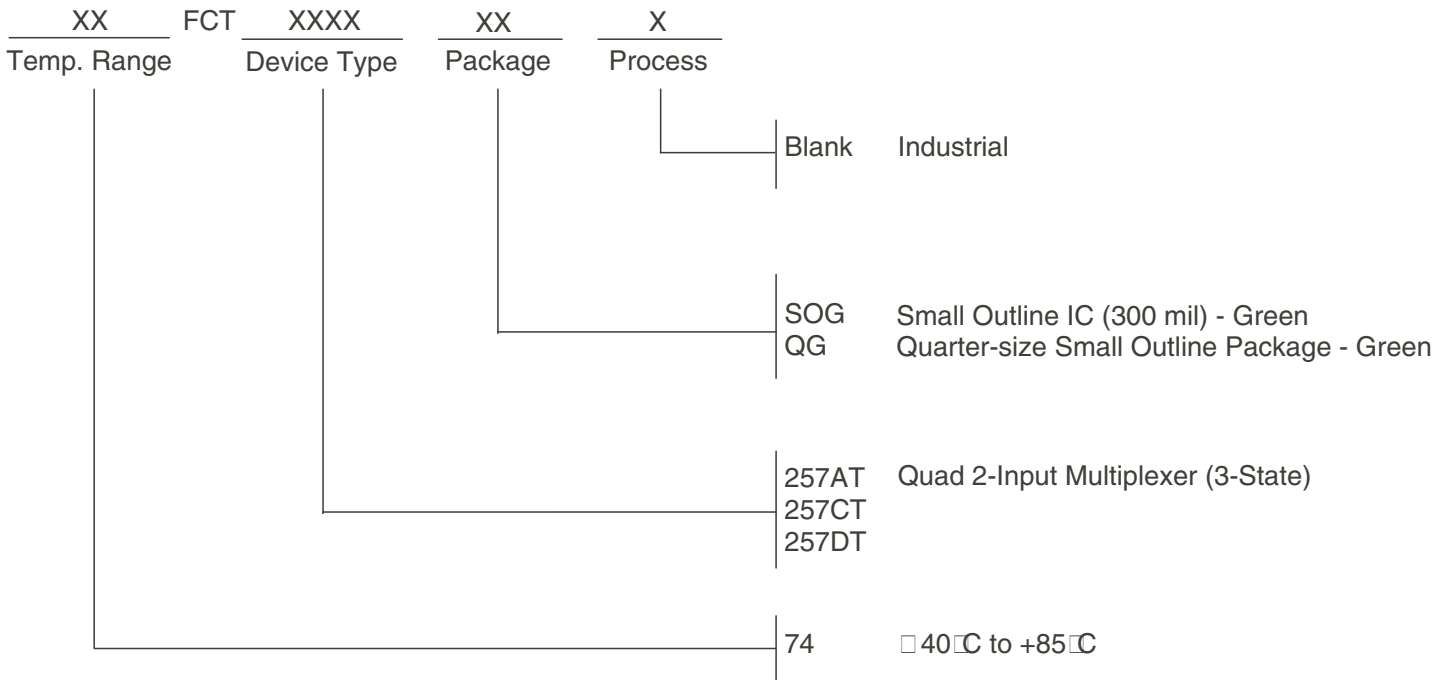 XX FCT XXXX XX X
Temp. Range Device Type Package Process
Blank Industrial
SOG Small Outline IC (300 mil) - Green
QG Quarter-size Small Outline Package - Green
257AT Quad 2-Input Multiplexer (3-State)
257CT
257DT
74 □40□C to +85□C